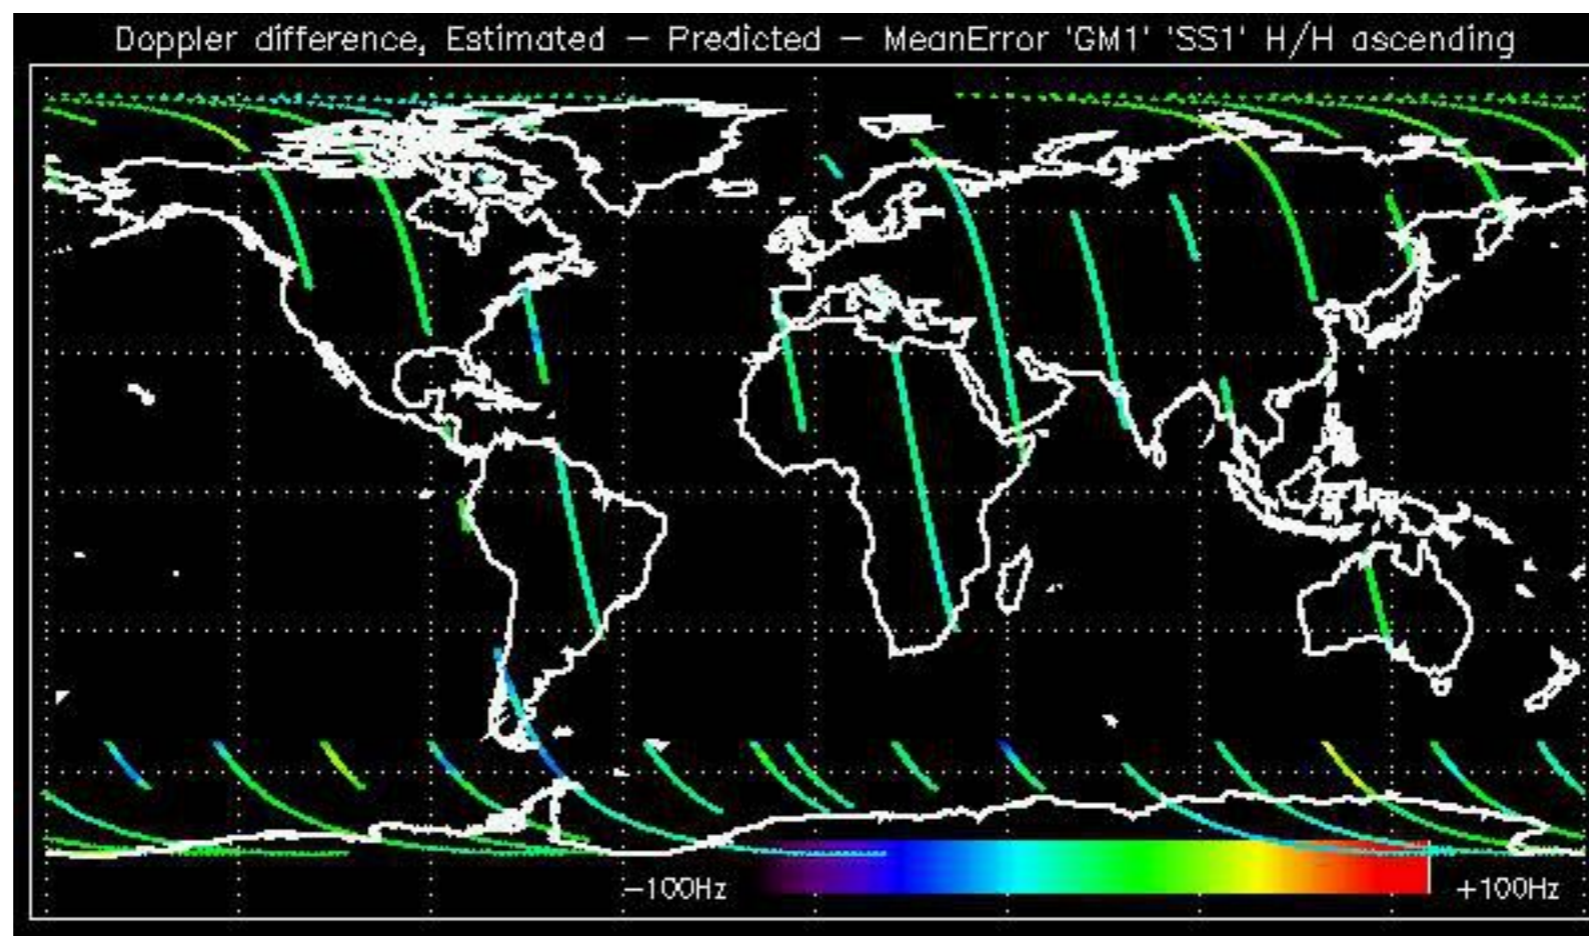 Doppler difference, Estimated – Predicted – MeanError 'GM1' 'SS1' H/H ascending
–100Hz
+100Hz